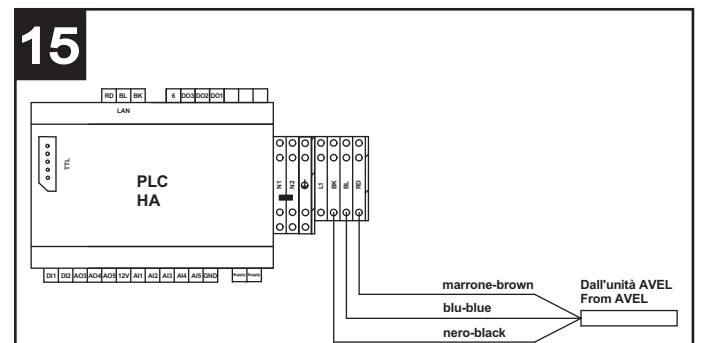 15
RD BL BK 6 DO3 DO2 DO1
LAN
TTL
PLC
HA
N1 N2 L1 BK BL RD
DI1 DI2 AO3 AO4 AO5 12V AI1 AI2 AI3 AI4 AI5 GND Supply Supply
marrone-brown
blu-blue
nero-black
Dall'unità AVEL
From AVEL